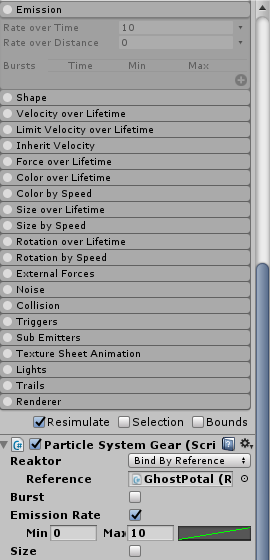 Emission
Rate over Time 10
Rate over Distance 0
Bursts Time Min Max
Shape
Velocity over Lifetime
Limit Velocity over Lifetime
Inherit Velocity
Force over Lifetime
Color over Lifetime
Color by Speed
Size over Lifetime
Size by Speed
Rotation over Lifetime
Rotation by Speed
External Forces
Noise
Collision
Triggers
Sub Emitters
Texture Sheet Animation
Lights
Trails
Renderer
Resimulate Selection Bounds
Particle System Gear (Scri
Reaktor Bind By Reference
Reference GhostPotal (R
Burst
Emission Rate
Min 0 Max 10
Size